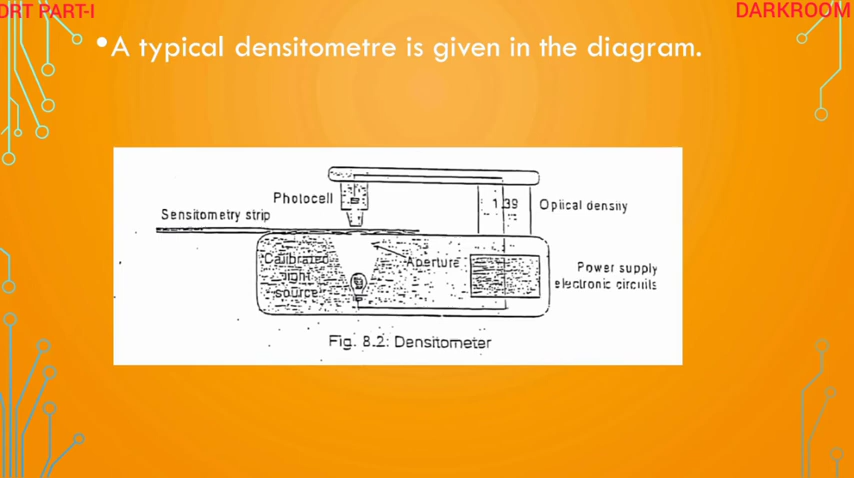 DRT PART-I
DARKROOM
•A typical densitometre is given in the diagram.
Photocell
Sensitometry strip
1.39
Optical density
Calibrated
light
source
Aperture
Power supply
electronic circuits
Fig. 8.2: Densitometer